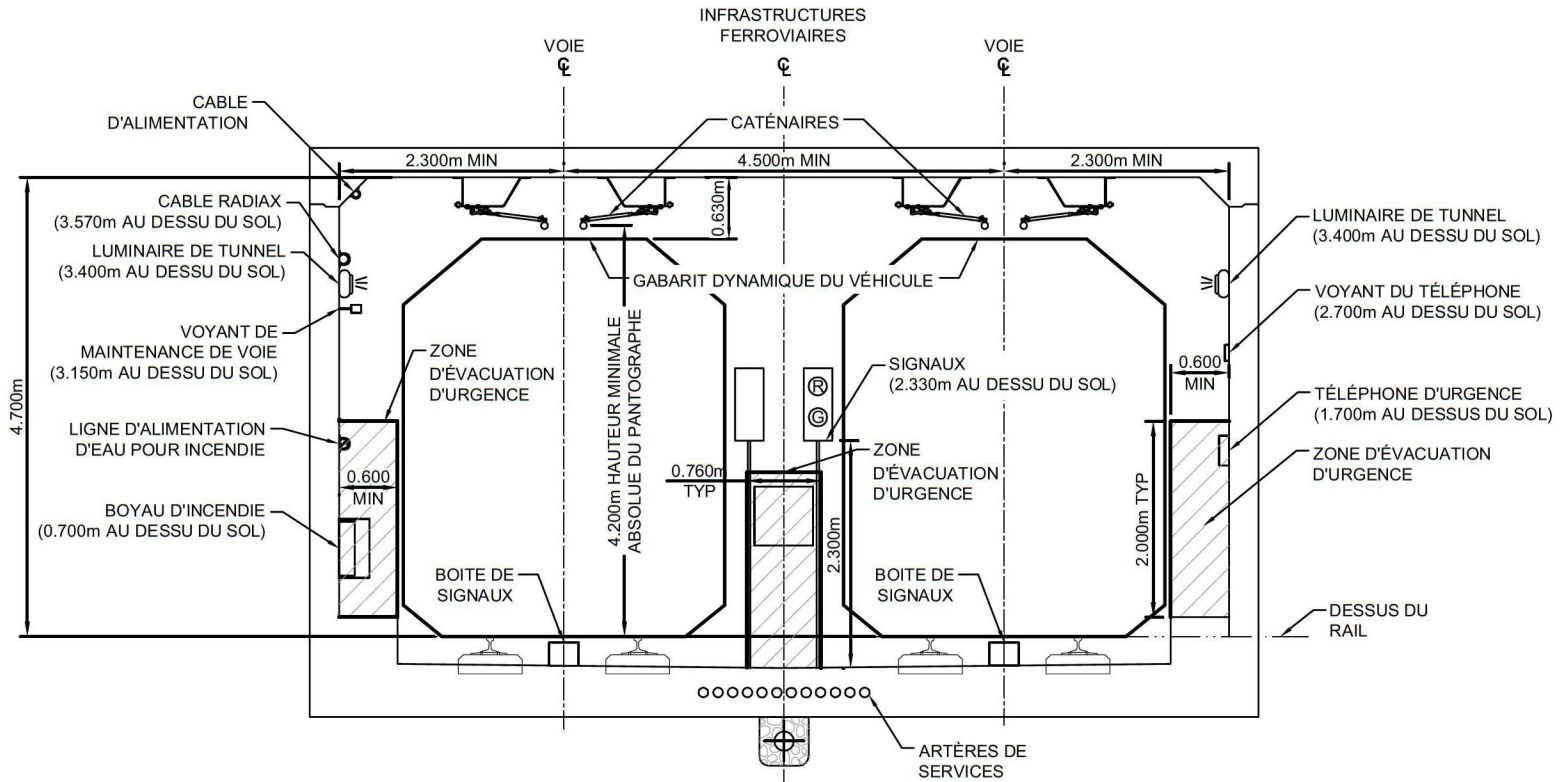 INFRASTRUCTURES
FERROVIAIRES
VOIE
VOIE
℄
℄
℄
CABLE
D'ALIMENTATION
CATÉNAIRES
2.300m MIN
4.500m MIN
2.300m MIN
0.630m
CABLE RADIAX
(3.570m AU DESSU DU SOL)
LUMINAIRE DE TUNNEL
(3.400m AU DESSU DU SOL)
LUMINAIRE DE TUNNEL
(3.400m AU DESSU DU SOL)
GABARIT DYNAMIQUE DU VÉHICULE
VOYANT DU TÉLÉPHONE
(2.700m AU DESSU DU SOL)
VOYANT DE
MAINTENANCE DE VOIE
(3.150m AU DESSU DU SOL)
ZONE
D'ÉVACUATION
D'URGENCE
4.200m HAUTEUR MINIMALE
ABSOLUE DU PANTOGRAPHE
R
G
SIGNAUX
(2.330m AU DESSU DU SOL)
0.600
MIN
TÉLÉPHONE D'URGENCE
(1.700m AU DESSUS DU SOL)
4.700m
LIGNE D'ALIMENTATION
D'EAU POUR INCENDIE
ZONE
D'ÉVACUATION
D'URGENCE
ZONE D'ÉVACUATION
D'URGENCE
0.600
MIN
0.760m
TYP
2.300m
2.000m TYP
BOYAU D'INCENDIE
(0.700m AU DESSU DU SOL)
BOITE DE
SIGNAUX
BOITE DE
SIGNAUX
DESSUS DU
RAIL
ARTÈRES DE
SERVICES